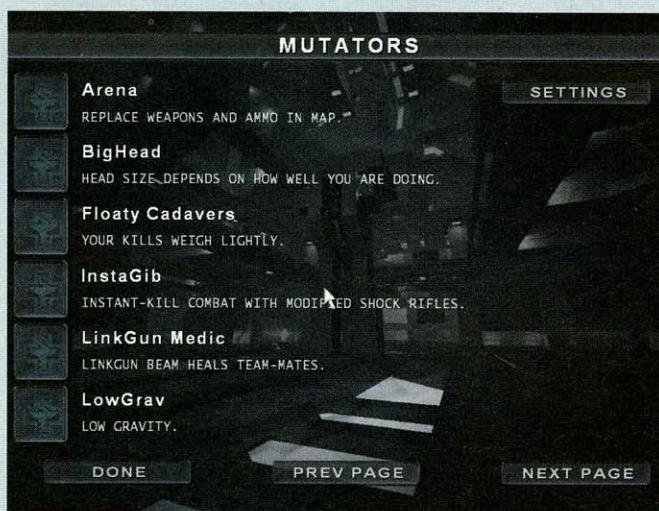 MUTATORS
Arena
REPLACE WEAPONS AND AMMO IN MAP.
SETTINGS
BigHead
HEAD SIZE DEPENDS ON HOW WELL YOU ARE DOING.
Floaty Cadavers
YOUR KILLS WEIGH LIGHTLY.
InstaGib
INSTANT-KILL COMBAT WITH MODIFIED SHOCK RIFLES.
LinkGun Medic
LINKGUN BEAM HEALS TEAM-MATES.
LowGrav
LOW GRAVITY.
DONE
PREV PAGE
NEXT PAGE